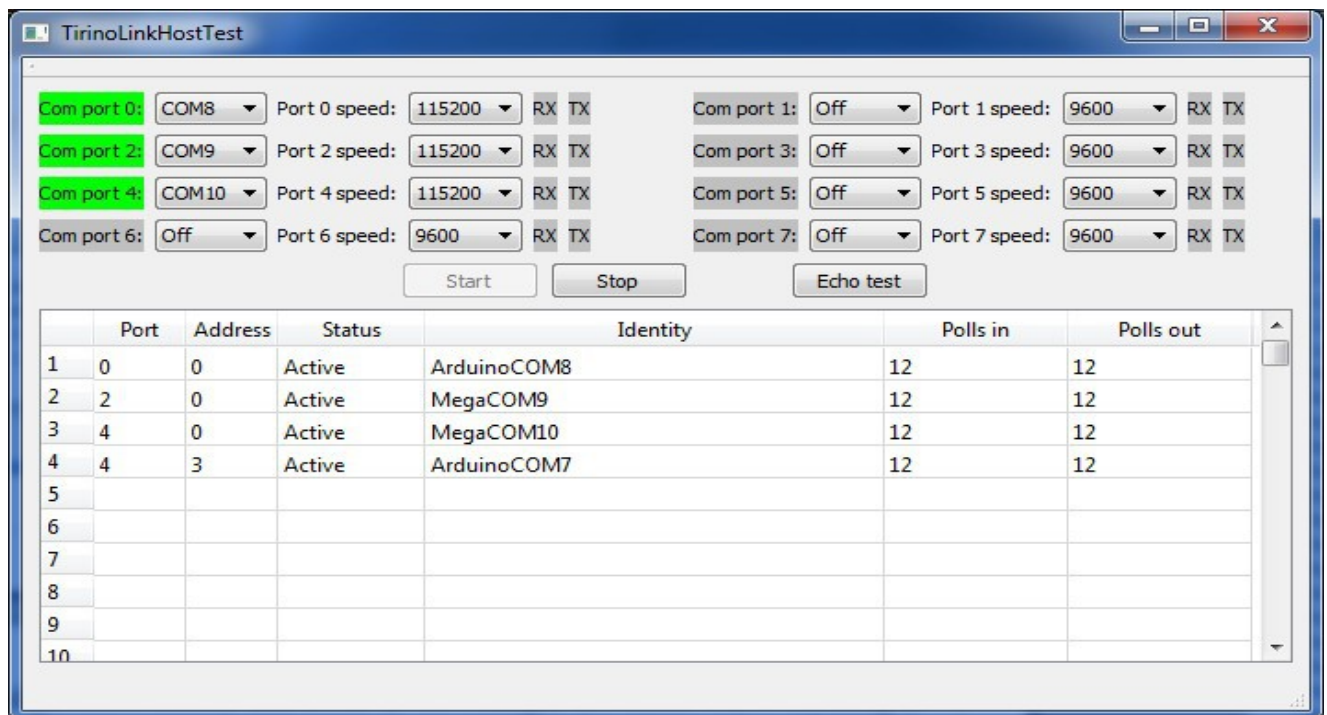 TirinoLinkHostTest
Com port 0: COM8 Port 0 speed: 115200 RX TX Com port 1: Off Port 1 speed: 9600 RX TX
Com port 2: COM9 Port 2 speed: 115200 RX TX Com port 3: Off Port 3 speed: 9600 RX TX
Com port 4: COM10 Port 4 speed: 115200 RX TX Com port 5: Off Port 5 speed: 9600 RX TX
Com port 6: Off Port 6 speed: 9600 RX TX Com port 7: Off Port 7 speed: 9600 RX TX
Start Stop Echo test
Port Address Status Identity Polls in Polls out
1 0 0 Active ArduinoCOM8 12 12
2 2 0 Active MegaCOM9 12 12
3 4 0 Active MegaCOM10 12 12
4 4 3 Active ArduinoCOM7 12 12
5
6
7
8
9
10